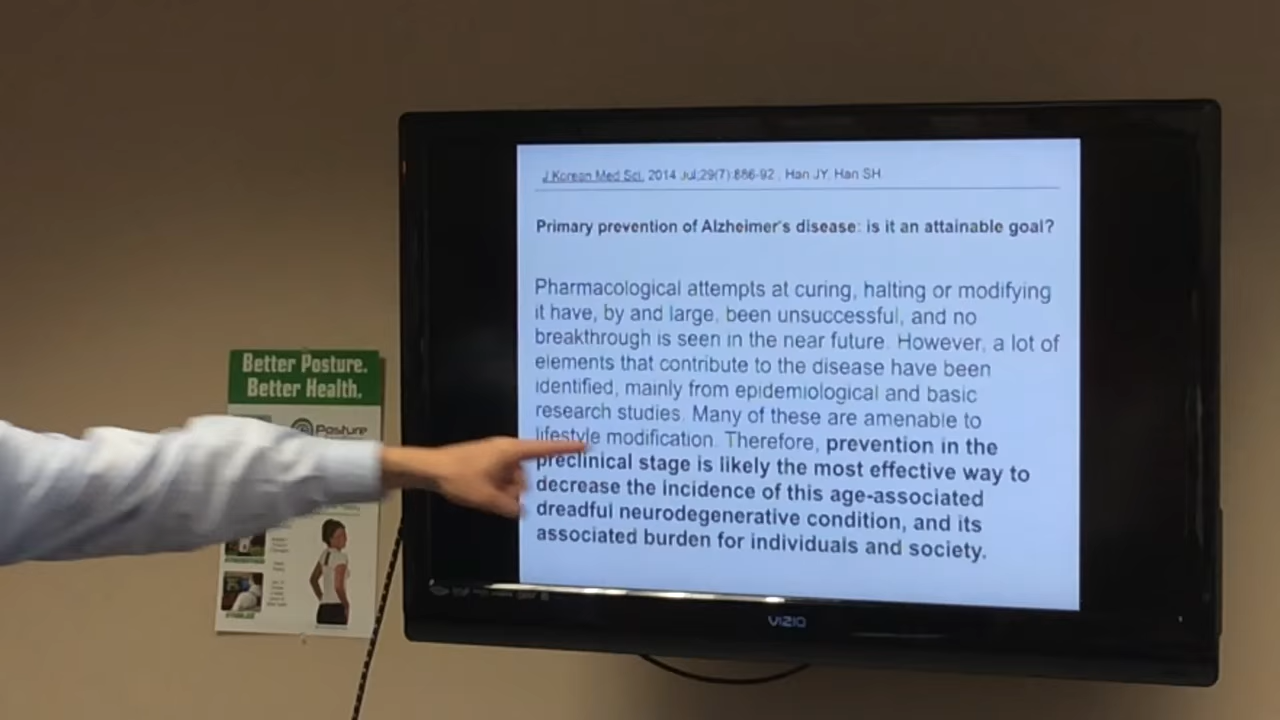 J Korean Med Sci. 2014 Jul;29(7):886-92 . Han JY, Han SH.
Primary prevention of Alzheimer's disease: is it an attainable goal?
Pharmacological attempts at curing, halting or modifying
it have, by and large, been unsuccessful, and no
breakthrough is seen in the near future. However, a lot of
elements that contribute to the disease have been
identified, mainly from epidemiological and basic
research studies. Many of these are amenable to
lifestyle modification. Therefore, prevention in the
preclinical stage is likely the most effective way to
decrease the incidence of this age-associated
dreadful neurodegenerative condition, and its
associated burden for individuals and society.
VIZIO
Better Posture.
Better Health.
Posture